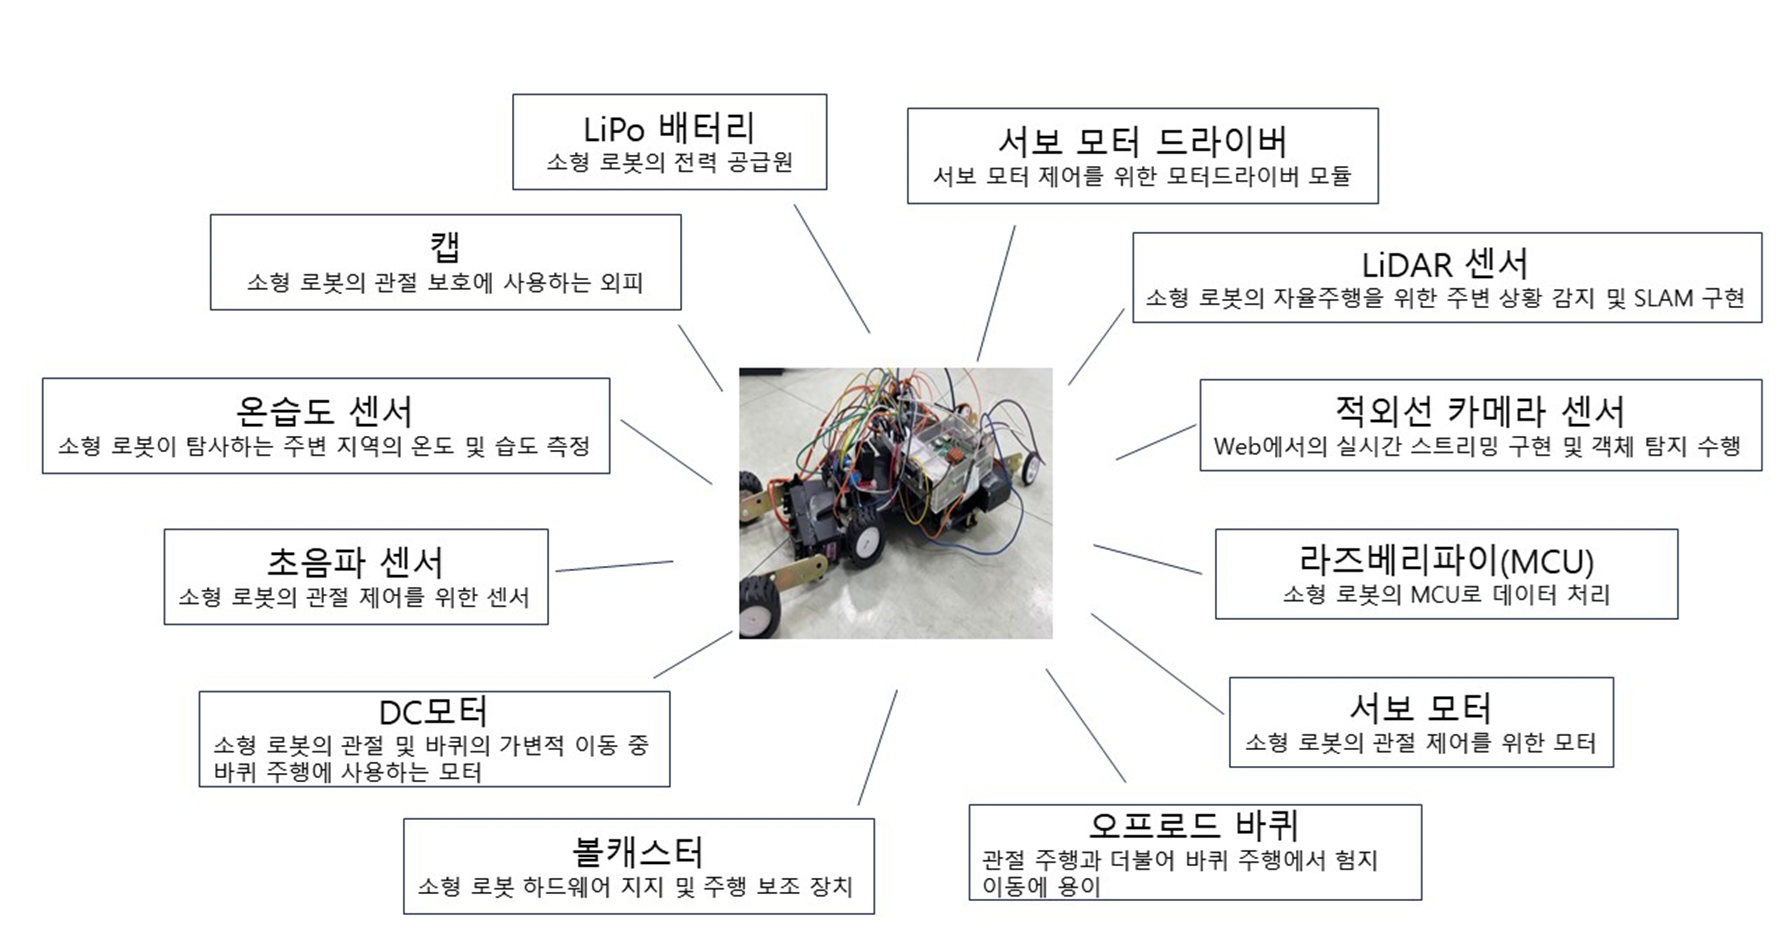 LiPo 배터리
소형 로봇의 전력 공급원
서보 모터 드라이버
서보 모터 제어를 위한 모터드라이버 모듈
캡
소형 로봇의 관절 보호에 사용하는 외피
LiDAR 센서
소형 로봇의 자율주행을 위한 주변 상황 감지 및 SLAM 구현
온습도 센서
소형 로봇이 탐사하는 주변 지역의 온도 및 습도 측정
적외선 카메라 센서
Web에서의 실시간 스트리밍 구현 및 객체 탐지 수행
초음파 센서
소형 로봇의 관절 제어를 위한 센서
라즈베리파이(MCU)
소형 로봇의 MCU로 데이터 처리
DC모터
소형 로봇의 관절 및 바퀴의 가변적 이동 중
바퀴 주행에 사용하는 모터
서보 모터
소형 로봇의 관절 제어를 위한 모터
볼캐스터
소형 로봇 하드웨어 지지 및 주행 보조 장치
오프로드 바퀴
관절 주행과 더불어 바퀴 주행에서 험지
이동에 용이